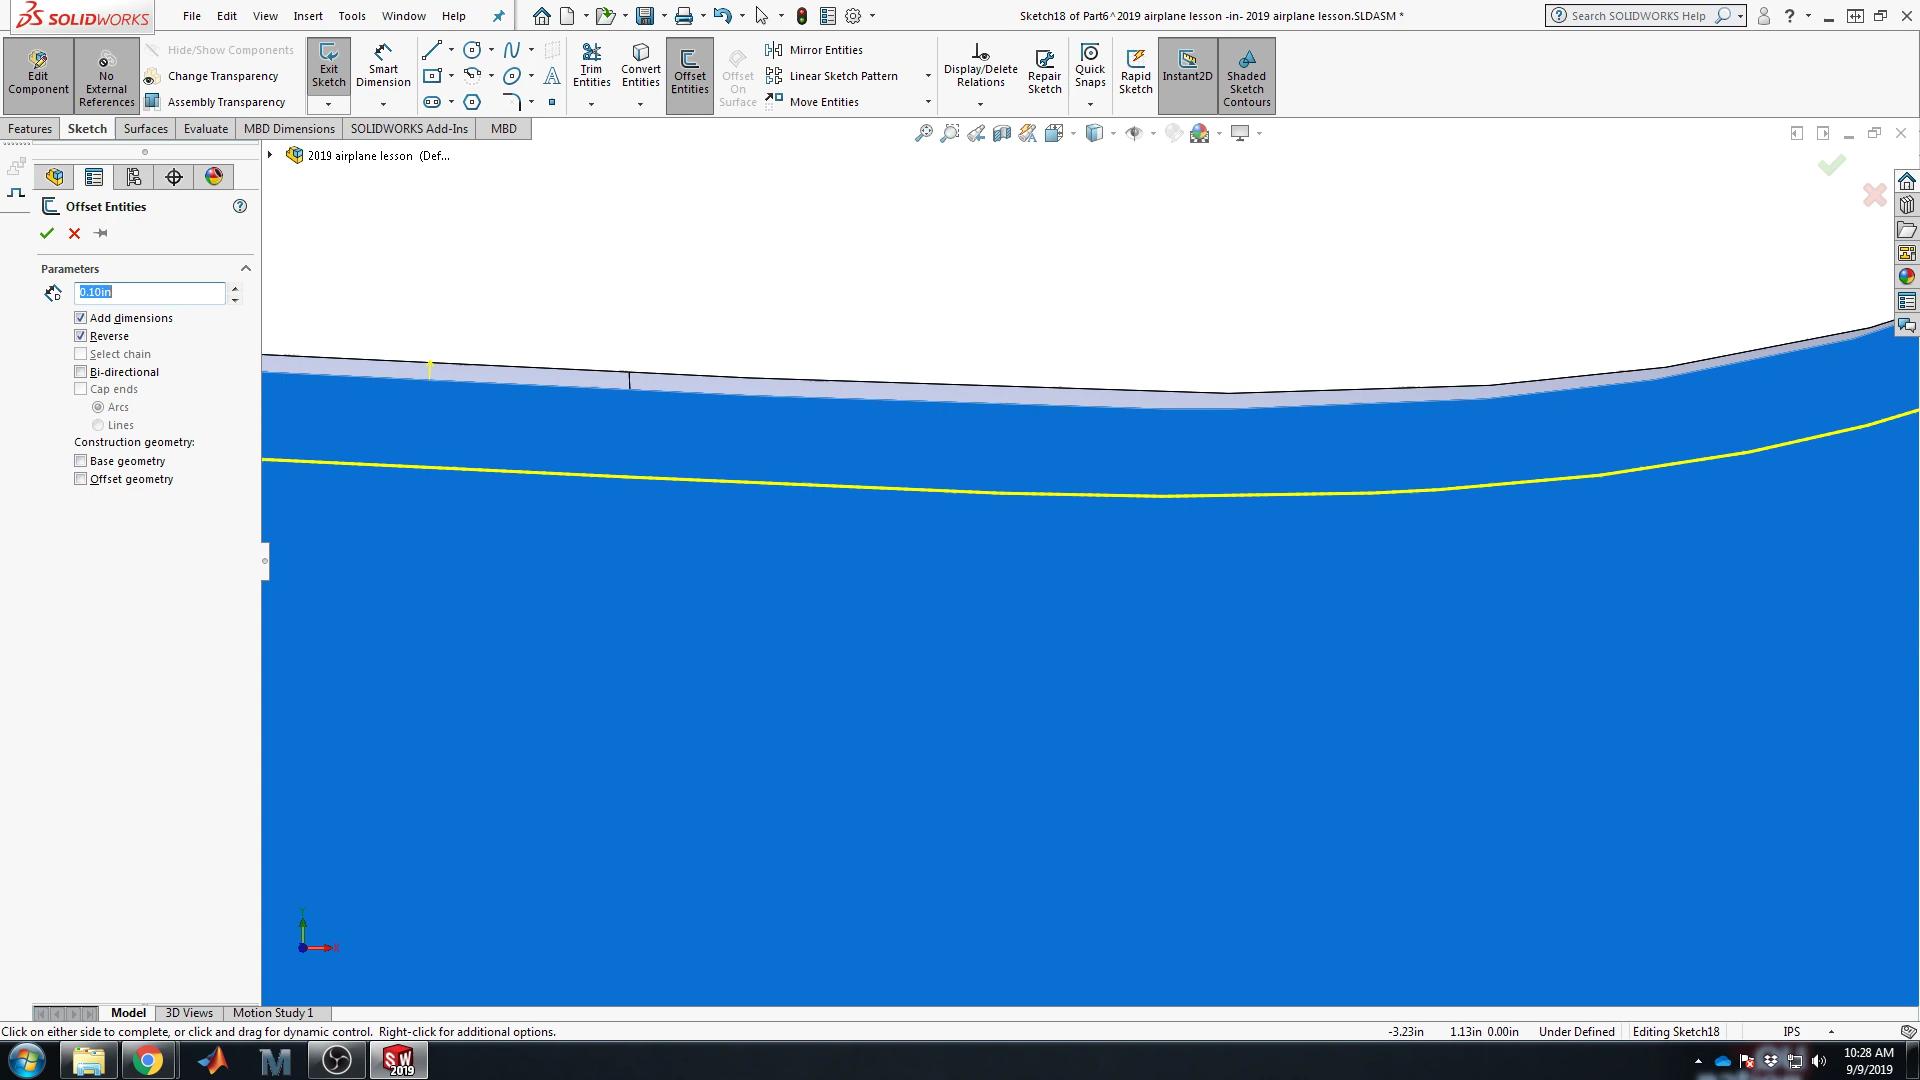 SOLIDWORKS
File Edit View Insert Tools Window Help
Sketch18 of Part6^2019 airplane lesson -in- 2019 airplane lesson.SLDASM *
Search SOLIDWORKS Help
Edit Component
No External References
Hide/Show Components
Change Transparency
Assembly Transparency
Exit Sketch
Smart Dimension
Trim Entities
Convert Entities
Offset Entities
Offset On Surface
Mirror Entities
Linear Sketch Pattern
Move Entities
Display/Delete Relations
Repair Sketch
Quick Snaps
Rapid Sketch
Instant2D
Shaded Sketch Contours
Features Sketch Surfaces Evaluate MBD Dimensions SOLIDWORKS Add-Ins MBD
2019 airplane lesson (Def...
Offset Entities
Parameters
0.10in
Add dimensions
Reverse
Select chain
Bi-directional
Cap ends
Arcs
Lines
Construction geometry:
Base geometry
Offset geometry
Y
X
Model 3D Views Motion Study 1
Click on either side to complete, or click and drag for dynamic control. Right-click for additional options.
-3.23in 1.13in 0.00in Under Defined Editing Sketch18 IPS
SW 2019
10:28 AM
9/9/2019